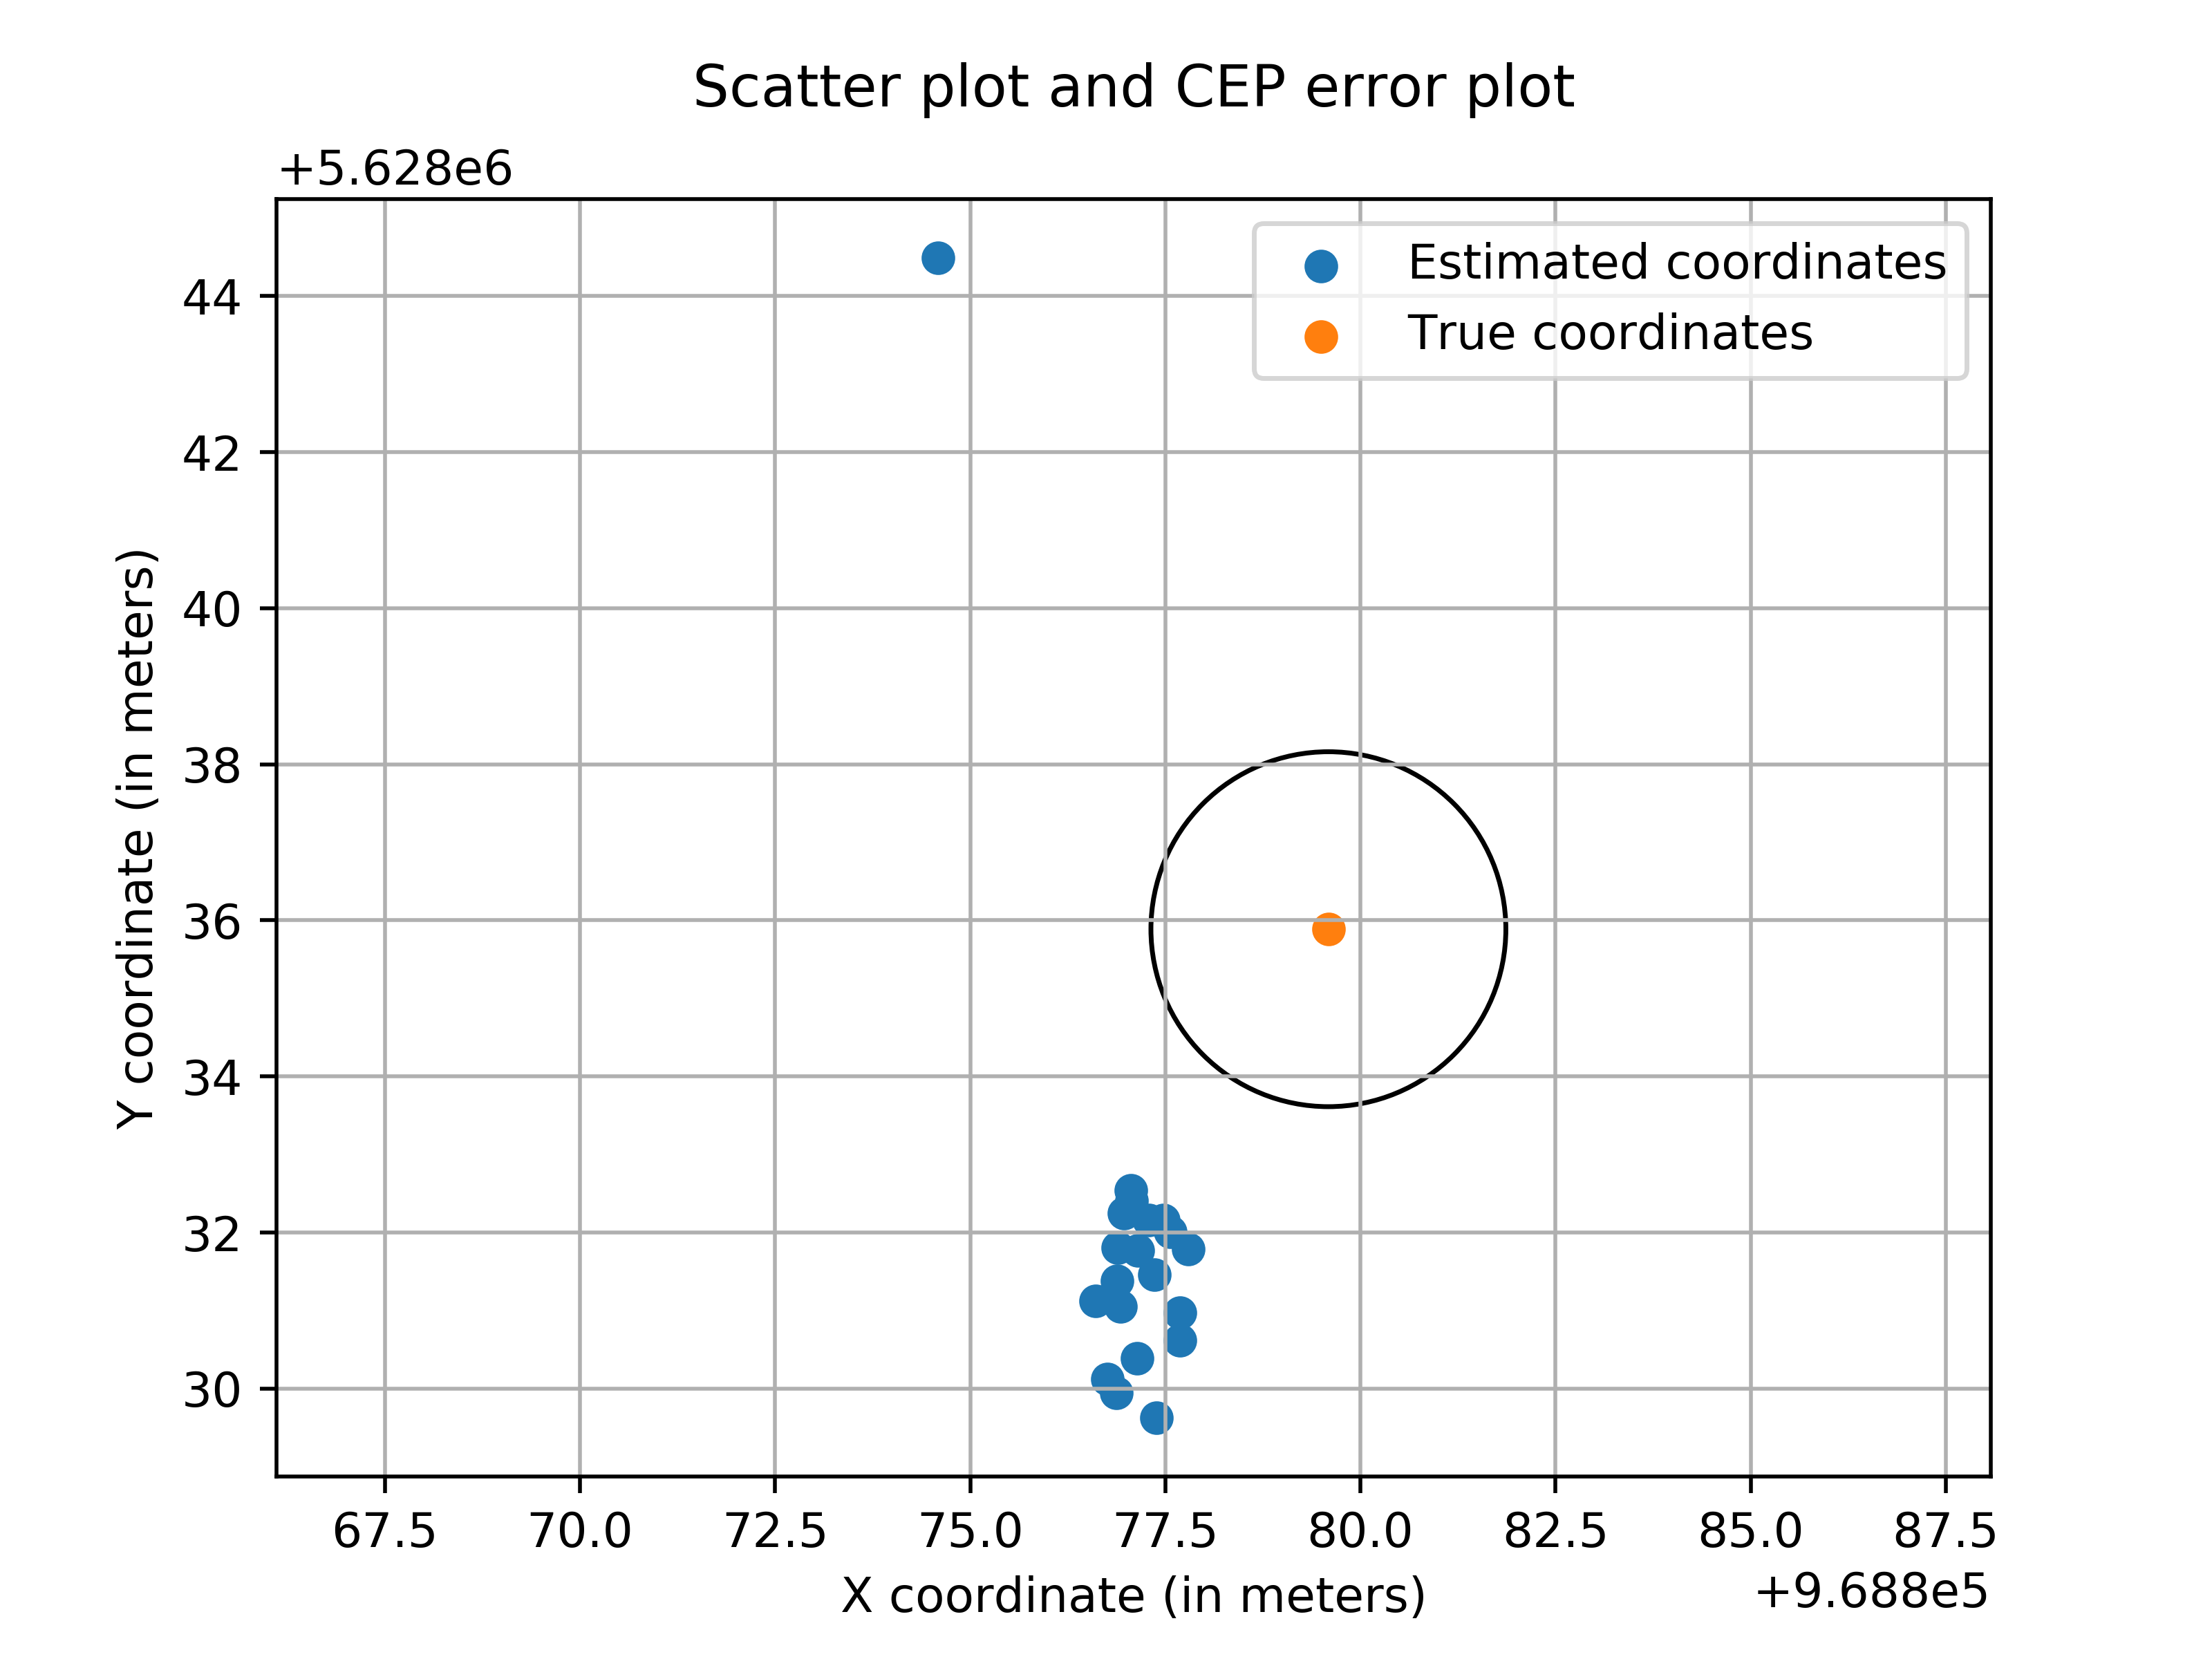 Scatter plot and CEP error plot
+5.628e6
Estimated coordinates
True coordinates
44
42
40
38
36
34
32
30
Y coordinate (in meters)
67.5 70.0 72.5 75.0 77.5 80.0 82.5 85.0 87.5
X coordinate (in meters)
+9.688e5